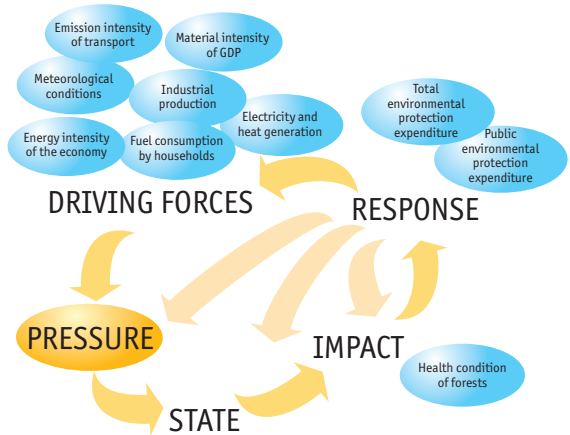 Emission intensity
of transport
Material intensity
of GDP
Meteorological
conditions
Industrial
production
Electricity and
heat generation
Energy intensity
of the economy
Fuel consumption
by households
Total
environmental
protection
expenditure
Public
environmental
protection
expenditure
DRIVING FORCES
RESPONSE
PRESSURE
IMPACT
Health condition
of forests
STATE